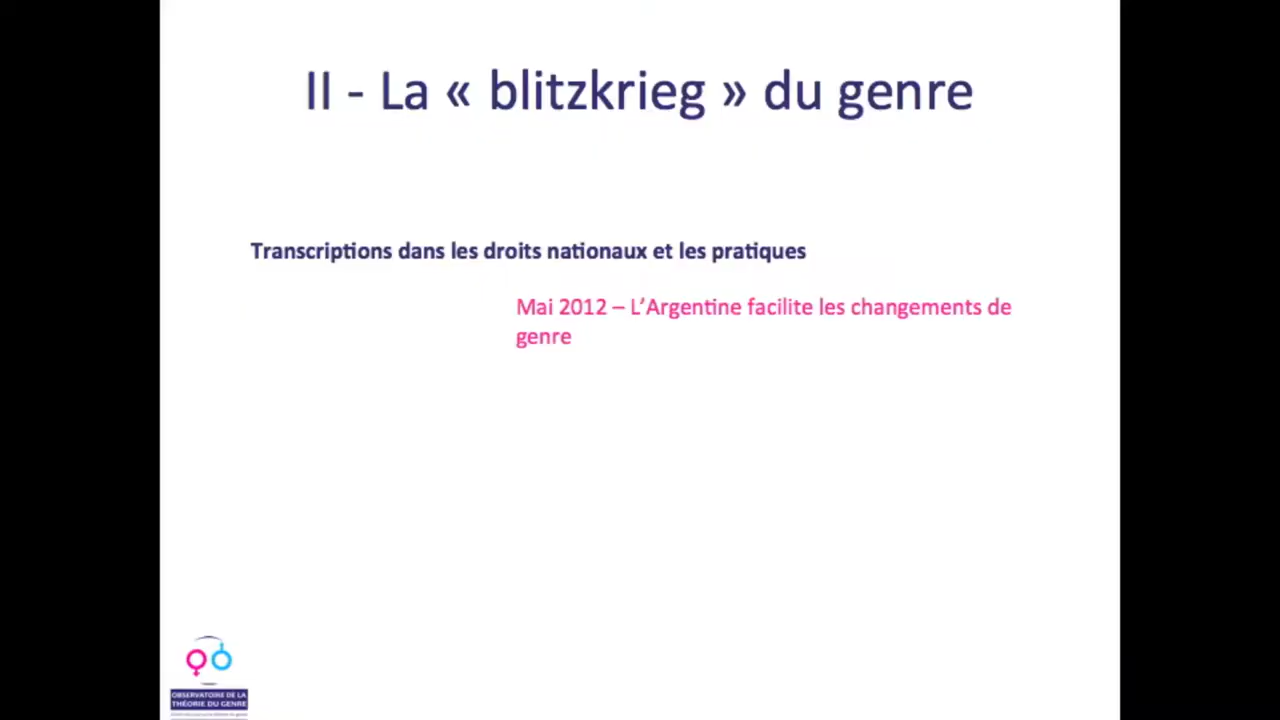 II - La « blitzkrieg » du genre
Transcriptions dans les droits nationaux et les pratiques
Mai 2012 – L’Argentine facilite les changements de
genre
OBSERVATOIRE DE LA
THÉORIE DU GENRE